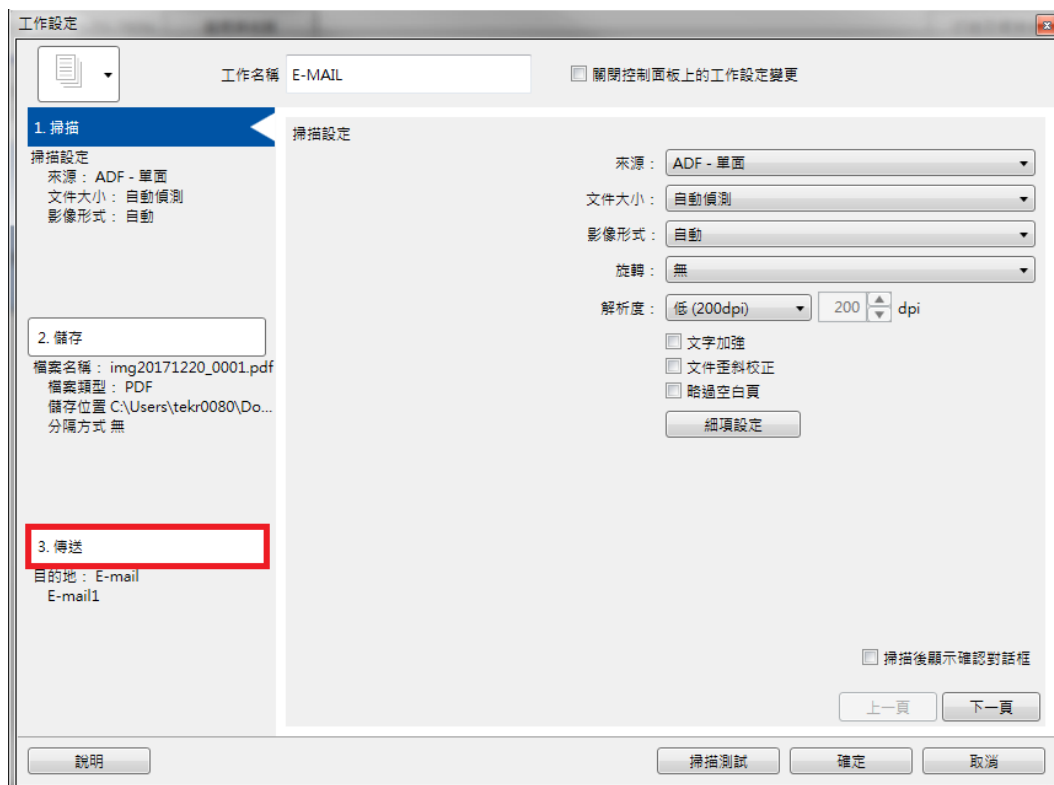 工作設定
工作名稱 E-MAIL
關閉控制面板上的工作設定變更
1. 掃描
掃描設定
來源： ADF - 單面
文件大小： 自動偵測
影像形式： 自動
2. 儲存
檔案名稱： img20171220_0001.pdf
檔案類型： PDF
儲存位置 C:\Users\tekr0080\Do...
分隔方式 無
3. 傳送
目的地： E-mail
E-mail1
掃描設定
來源： ADF - 單面
文件大小： 自動偵測
影像形式： 自動
旋轉： 無
解析度： 低 (200dpi) 200 dpi
文字加強
文件歪斜校正
略過空白頁
細項設定
掃描後顯示確認對話框
上一頁 下一頁
說明 掃描測試 確定 取消